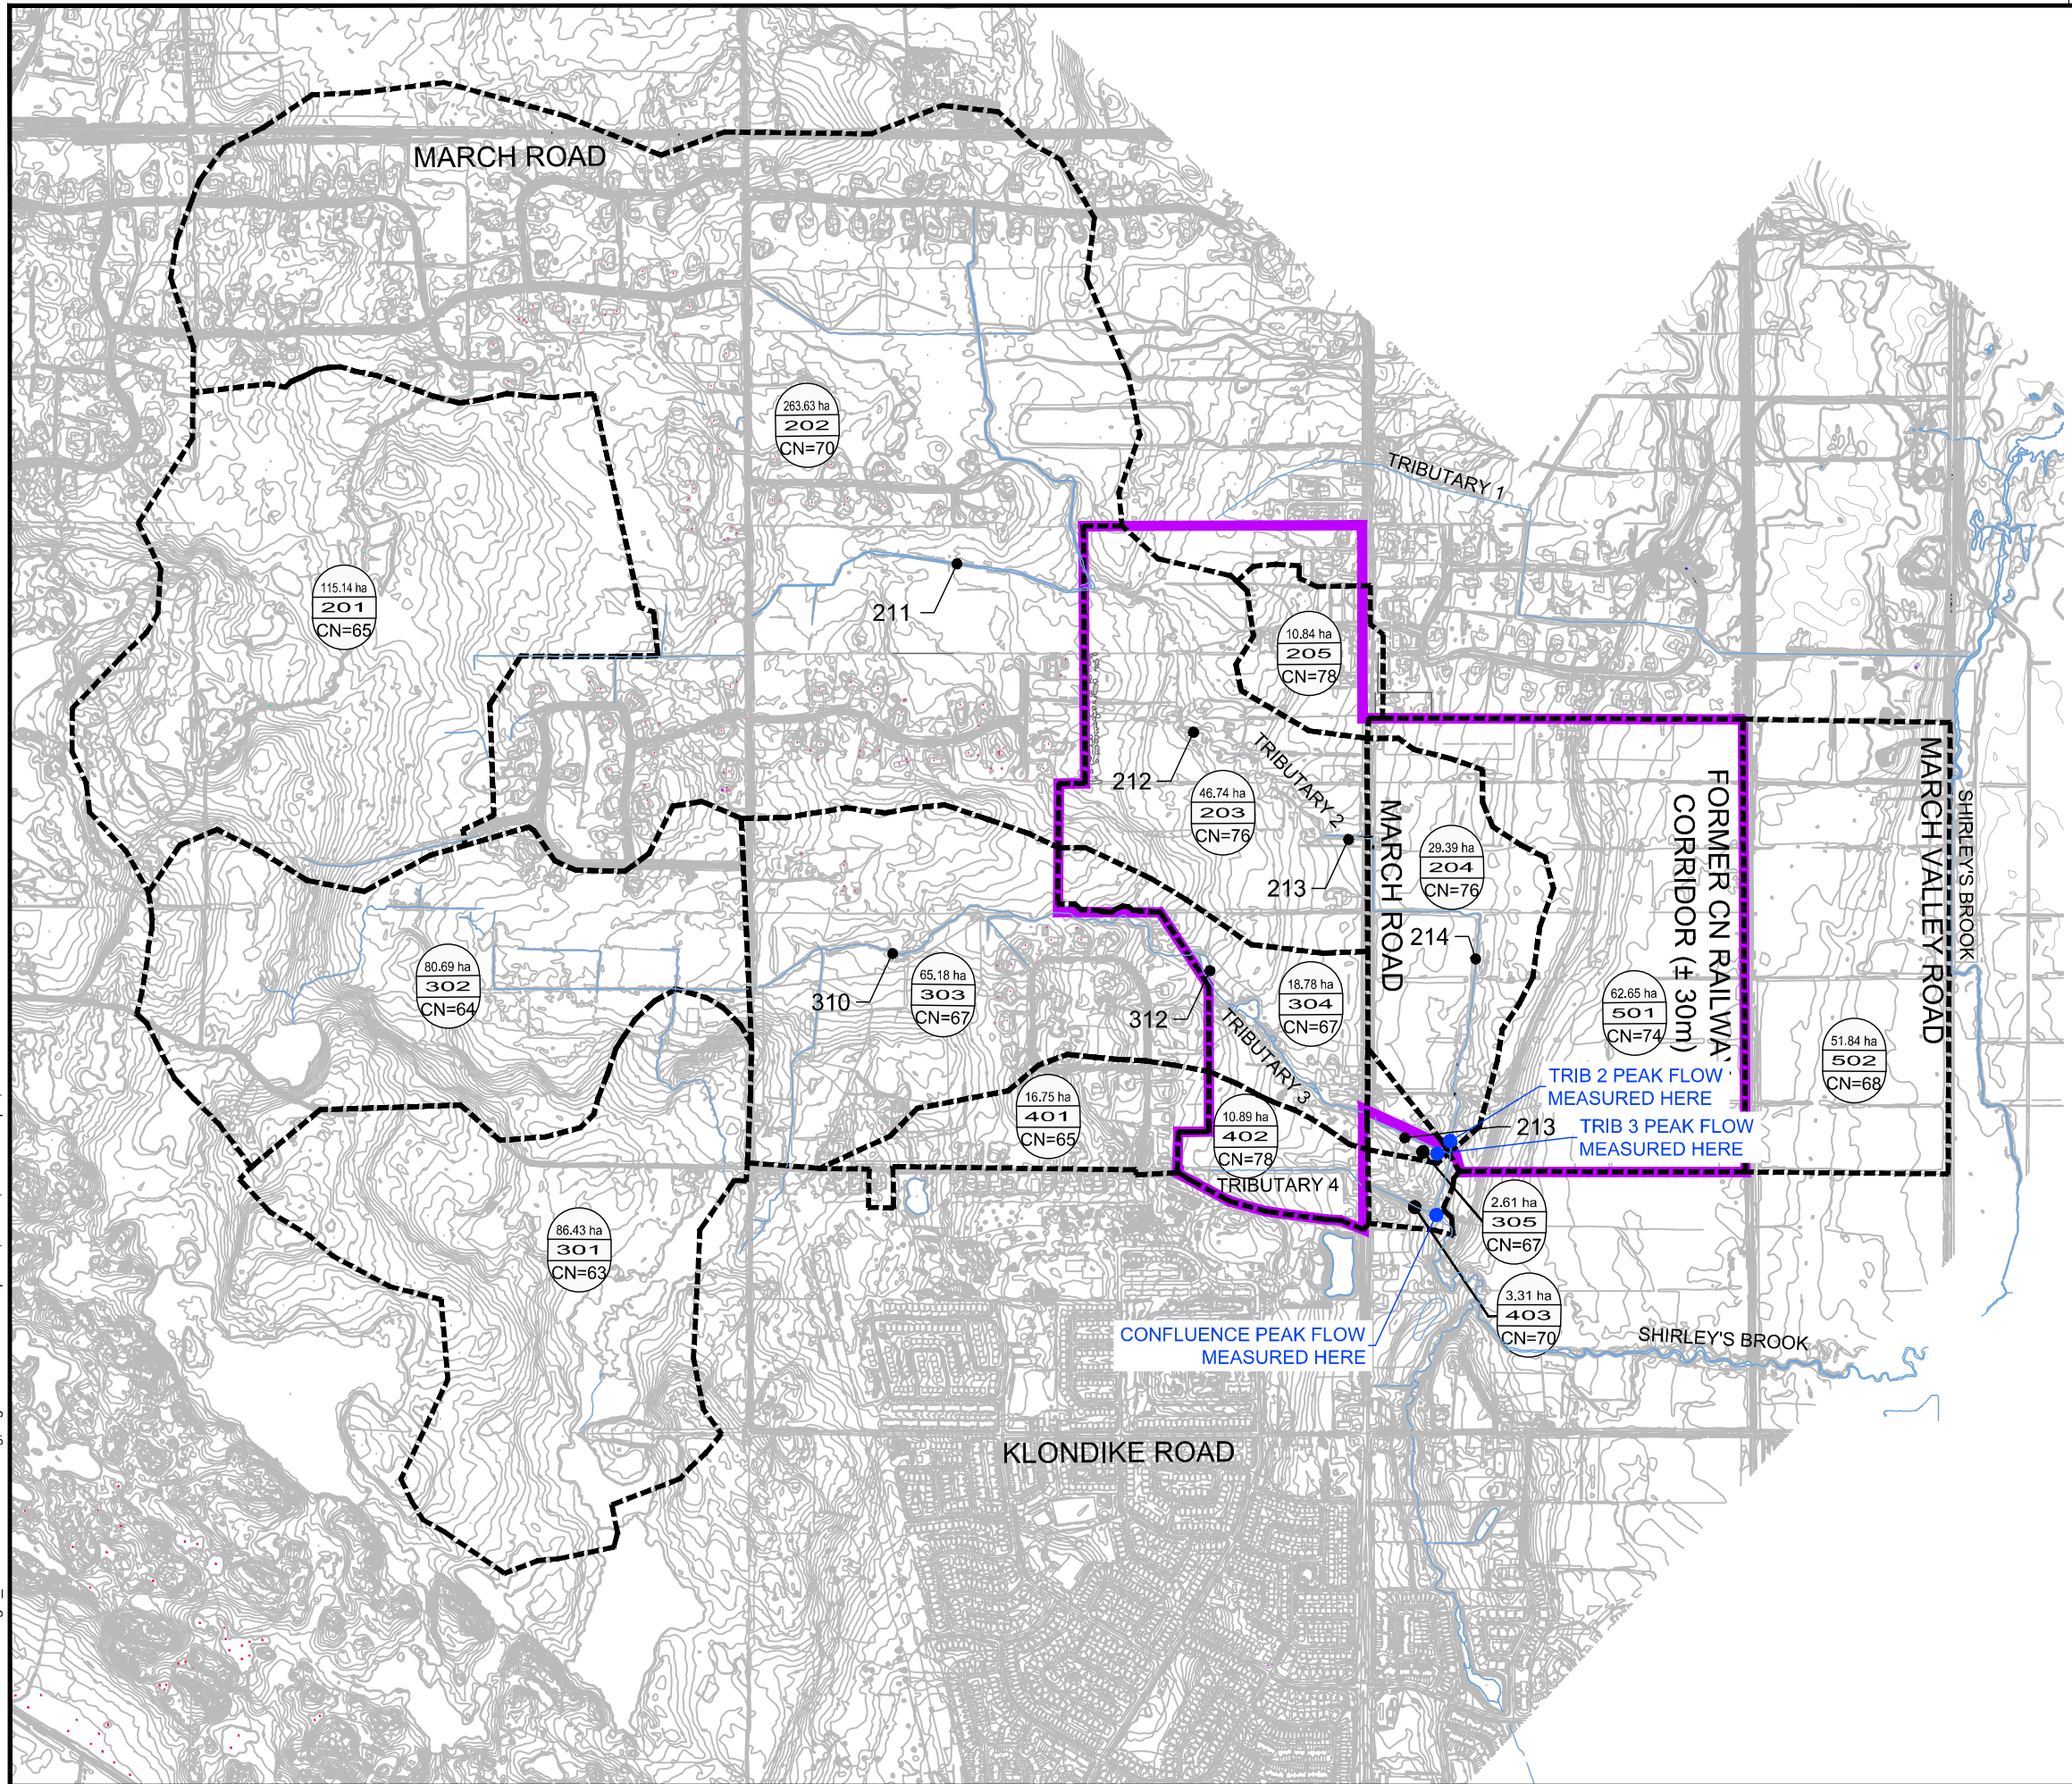 MARCH ROAD
263.63 ha
202
CN=70
TRIBUTARY 1
115.14 ha
201
CN=65
211
10.84 ha
205
CN=78
212
TRIBUTARY 2
46.74 ha
203
CN=76
213
MARCH ROAD
29.39 ha
204
CN=76
214
FORMER CN RAILWAY
CORRIDOR (± 30m)
MARCH VALLEY ROAD
SHIRLEY'S BROOK
80.69 ha
302
CN=64
310
65.18 ha
303
CN=67
312
18.78 ha
304
CN=67
TRIBUTARY 3
62.65 ha
501
CN=74
51.84 ha
502
CN=68
TRIB 2 PEAK FLOW
MEASURED HERE
16.75 ha
401
CN=65
10.89 ha
402
CN=78
213
TRIB 3 PEAK FLOW
MEASURED HERE
TRIBUTARY 4
86.43 ha
301
CN=63
2.61 ha
305
CN=67
3.31 ha
403
CN=70
CONFLUENCE PEAK FLOW
MEASURED HERE
SHIRLEY'S BROOK
KLONDIKE ROAD